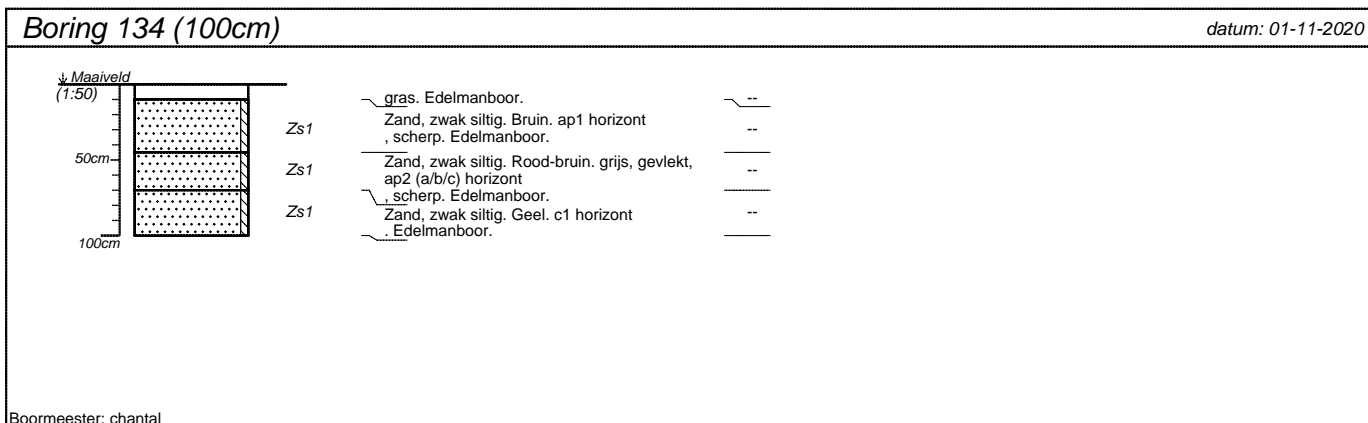 Boring 134 (100cm)
datum: 01-11-2020
Maaiveld
(1:50)
gras. Edelmanboor.
--
Zs1
Zand, zwak siltig. Bruin. ap1 horizont
, scherp. Edelmanboor.
--
50cm
Zs1
Zand, zwak siltig. Rood-bruin. grijs, gevlekt,
ap2 (a/b/c) horizont
, scherp. Edelmanboor.
--
Zs1
Zand, zwak siltig. Geel. c1 horizont
. Edelmanboor.
--
100cm
Boormeester: chantal